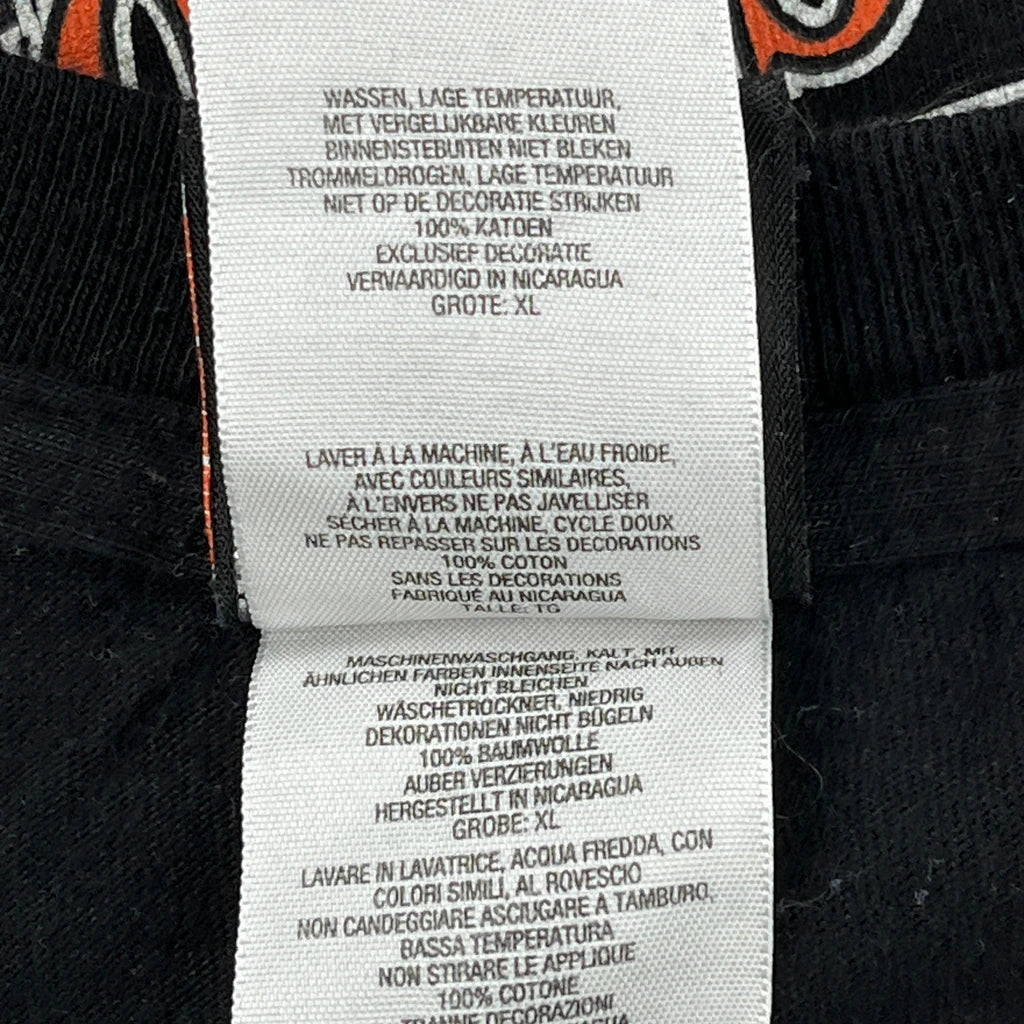 WASSEN, LAGE TEMPERATUUR,
MET VERGELIJKBARE KLEUREN
BINNENSTEBUITEN NIET BLEKEN
TROMMELDROGEN, LAGE TEMPERATUUR
NIET OP DE DECORATIE STRIJKEN
100% KATOEN
EXCLUSIEF DECORATIE
VERVAARDIGD IN NICARAGUA
GROTE: XL
LAVER À LA MACHINE, À L'EAU FROIDE,
AVEC COULEURS SIMILAIRES,
À L'ENVERS NE PAS JAVELLISER
SÉCHER À LA MACHINE, CYCLE DOUX
NE PAS REPASSER SUR LES DECORATIONS
100% COTON
SANS LES DECORATIONS
FABRIQUÉ AU NICARAGUA
TAILLE: TG
MASCHINENWASCHGANG, KALT, MIT
ÄHNLICHEN FARBEN INNENSEITE NACH AUßEN
NICHT BLEICHEN
WÄSCHETROCKNER, NIEDRIG
DEKORATIONEN NICHT BÜGELN
100% BAUMWOLLE
AUßER VERZIERUNGEN
HERGESTELLT IN NICARAGUA
GRÖßE: XL
LAVARE IN LAVATRICE, ACQUA FREDDA, CON
COLORI SIMILI, AL ROVESCIO
NON CANDEGGIARE ASCIUGARE A TAMBURO,
BASSA TEMPERATURA
NON STIRARE LE APPLIQUE
100% COTONE
TRANNE DECORAZIONI
NICARAGUA